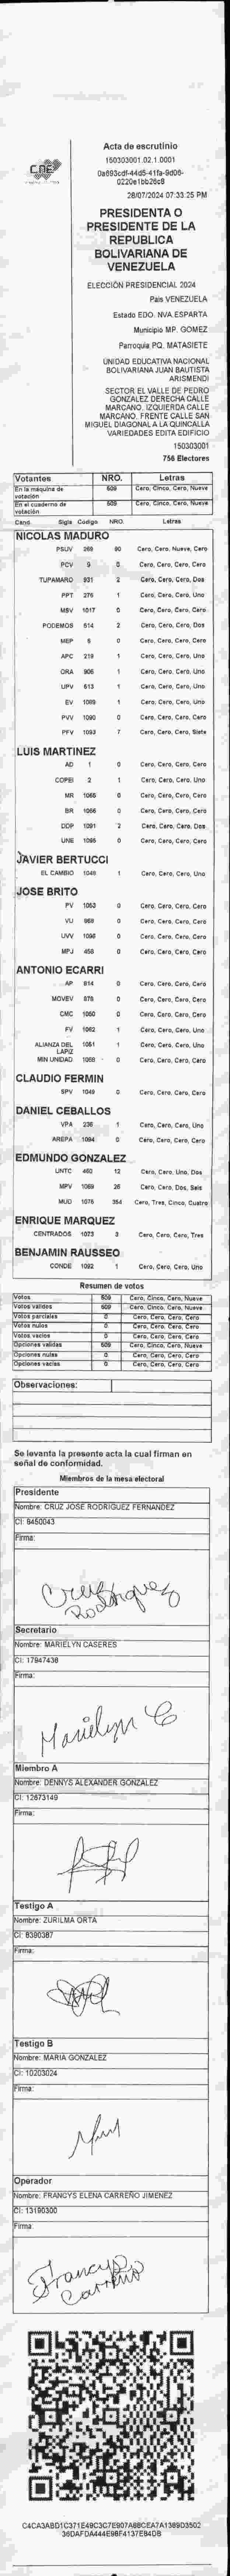 CNE
Acta de escrutinio
150303001.02.1.0001
0a693cdf-44d5-41fa-9d06-
0220e1bb26c8
28/07/2024 07:33:25 PM
PRESIDENTA O
PRESIDENTE DE LA
REPUBLICA
BOLIVARIANA DE
VENEZUELA
ELECCIÓN PRESIDENCIAL 2024
País VENEZUELA
Estado EDO. NVA.ESPARTA
Municipio MP. GOMEZ
Parroquia PQ. MATASIETE
UNIDAD EDUCATIVA NACIONAL
BOLIVARIANA JUAN BAUTISTA
ARISMENDI
SECTOR EL VALLE DE PEDRO
GONZALEZ DERECHA CALLE
MARCANO. IZQUIERDA CALLE
MARCANO. FRENTE CALLE SAN
MIGUEL DIAGONAL A LA QUINCALLA
VARIEDADES EDITA EDIFICIO
150303001
756 Electores
Votantes NRO. Letras
En la máquina de votación 509 Cero, Cinco, Cero, Nueve
En el cuaderno de votación 509 Cero, Cinco, Cero, Nueve
Cand. Sigla Código NRO. Letras
NICOLAS MADURO
PSUV 269 90 Cero, Cero, Nueve, Cero
PCV 9 0 Cero, Cero, Cero, Cero
TUPAMARO 931 2 Cero, Cero, Cero, Dos
PPT 276 1 Cero, Cero, Cero, Uno
MSV 1017 0 Cero, Cero, Cero, Cero
PODEMOS 514 2 Cero, Cero, Cero, Dos
MEP 5 0 Cero, Cero, Cero, Cero
APC 219 1 Cero, Cero, Cero, Uno
ORA 906 1 Cero, Cero, Cero, Uno
UPV 613 1 Cero, Cero, Cero, Uno
EV 1089 1 Cero, Cero, Cero, Uno
PVV 1090 0 Cero, Cero, Cero, Cero
PFV 1093 7 Cero, Cero, Cero, Siete
LUIS MARTINEZ
AD 1 0 Cero, Cero, Cero, Cero
COPEI 2 1 Cero, Cero, Cero, Uno
MR 1065 0 Cero, Cero, Cero, Cero
BR 1066 0 Cero, Cero, Cero, Cero
DDP 1091 2 Cero, Cero, Cero, Dos
UNE 1095 0 Cero, Cero, Cero, Cero
JAVIER BERTUCCI
EL CAMBIO 1049 1 Cero, Cero, Cero, Uno
JOSE BRITO
PV 1053 0 Cero, Cero, Cero, Cero
VU 968 0 Cero, Cero, Cero, Cero
UVV 1096 0 Cero, Cero, Cero, Cero
MPJ 458 0 Cero, Cero, Cero, Cero
ANTONIO ECARRI
AP 814 0 Cero, Cero, Cero, Cero
MOVEV 878 0 Cero, Cero, Cero, Cero
CMC 1050 0 Cero, Cero, Cero, Cero
FV 1062 1 Cero, Cero, Cero, Uno
ALIANZA DEL LAPIZ 1051 1 Cero, Cero, Cero, Uno
MIN UNIDAD 1068 0 Cero, Cero, Cero, Cero
CLAUDIO FERMIN
SPV 1049 0 Cero, Cero, Cero, Cero
DANIEL CEBALLOS
VPA 236 1 Cero, Cero, Cero, Uno
AREPA 1094 0 Cero, Cero, Cero, Cero
EDMUNDO GONZALEZ
UNTC 460 12 Cero, Cero, Uno, Dos
MPV 1069 26 Cero, Cero, Dos, Seis
MUD 1076 354 Cero, Tres, Cinco, Cuatro
ENRIQUE MARQUEZ
CENTRADOS 1073 3 Cero, Cero, Cero, Tres
BENJAMIN RAUSSEO
CONDE 1092 1 Cero, Cero, Cero, Uno
Resumen de votos
Votos 509 Cero, Cinco, Cero, Nueve
Votos válidos 509 Cero, Cinco, Cero, Nueve
Votos parciales 0 Cero, Cero, Cero, Cero
Votos nulos 0 Cero, Cero, Cero, Cero
Votos vacíos 0 Cero, Cero, Cero, Cero
Opciones válidas 509 Cero, Cinco, Cero, Nueve
Opciones nulas 0 Cero, Cero, Cero, Cero
Opciones vacías 0 Cero, Cero, Cero, Cero
Observaciones:
Se levanta la presente acta la cual firman en
señal de conformidad.
Miembros de la mesa electoral
Presidente
Nombre: CRUZ JOSE RODRIGUEZ FERNANDEZ
CI: 8450043
Firma:
Cruz Rodríguez
Secretario
Nombre: MARIELYN CASERES
CI: 17947438
Firma:
Marielyn C
Miembro A
Nombre: DENNYS ALEXANDER GONZALEZ
CI: 12673149
Firma:
Testigo A
Nombre: ZURILMA ORTA
CI: 8390387
Firma:
Testigo B
Nombre: MARIA GONZALEZ
CI: 10203024
Firma:
Operador
Nombre: FRANCYS ELENA CARREÑO JIMENEZ
CI: 13190300
Firma:
Francys
Carreño
C4CA3ABD1C371E49C3C7E907A68CEA7A1389D3502
36DAFDA444E98F4137E84DB